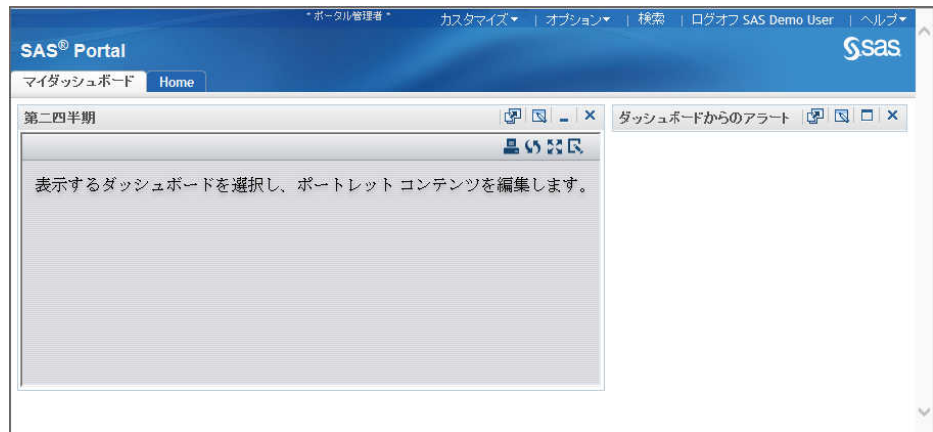 *ポータル管理者* カスタマイズ▼ | オプション▼ | 検索 | ログオフ SAS Demo User | ヘルプ▼
SAS® Portal
sas
マイダッシュボード Home
第二四半期
ダッシュボードからのアラート
表示するダッシュボードを選択し、ポートレット コンテンツを編集します。